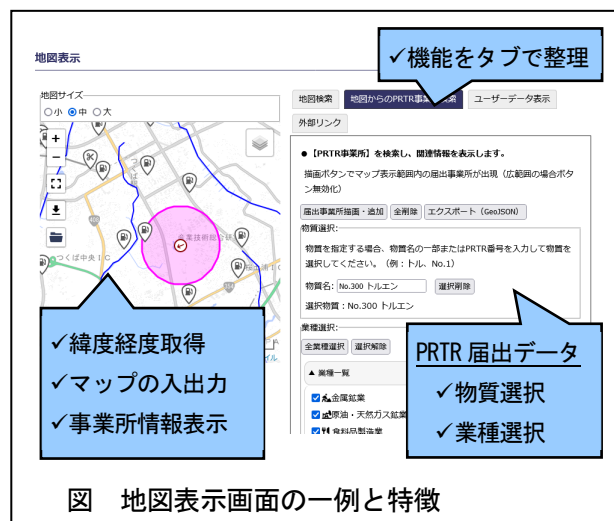 地図表示
✓機能をタブで整理
地図サイズ
小 中 大
つくば
つくば中央IC
産業技術総合研
408
354
✓緯度経度取得
✓マップの入出力
✓事業所情報表示
地図検索 地図からのPRTR事業 検索 ユーザーデータ表示
外部リンク
● 【PRTR事業所】を検索し、関連情報を表示します。
描画ボタンでマップ表示範囲内の届出事業所が出現（広範囲の場合ボタ
ン無効化）
届出事業所描画・追加 全削除 エクスポート（GeoJSON）
物質選択:
物質を指定する場合、物質名の一部またはPRTR番号を入力して物質を
選択してください。（例：トル、No.1）
物質名: No.300 トルエン 選択削除
選択物質：No.300 トルエン
業種選択:
全業種選択 選択解除
▲ 業種一覧
金属鉱業
原油・天然ガス鉱業
食料品製造業
PRTR 届出データ
✓物質選択
✓業種選択
図　地図表示画面の一例と特徴